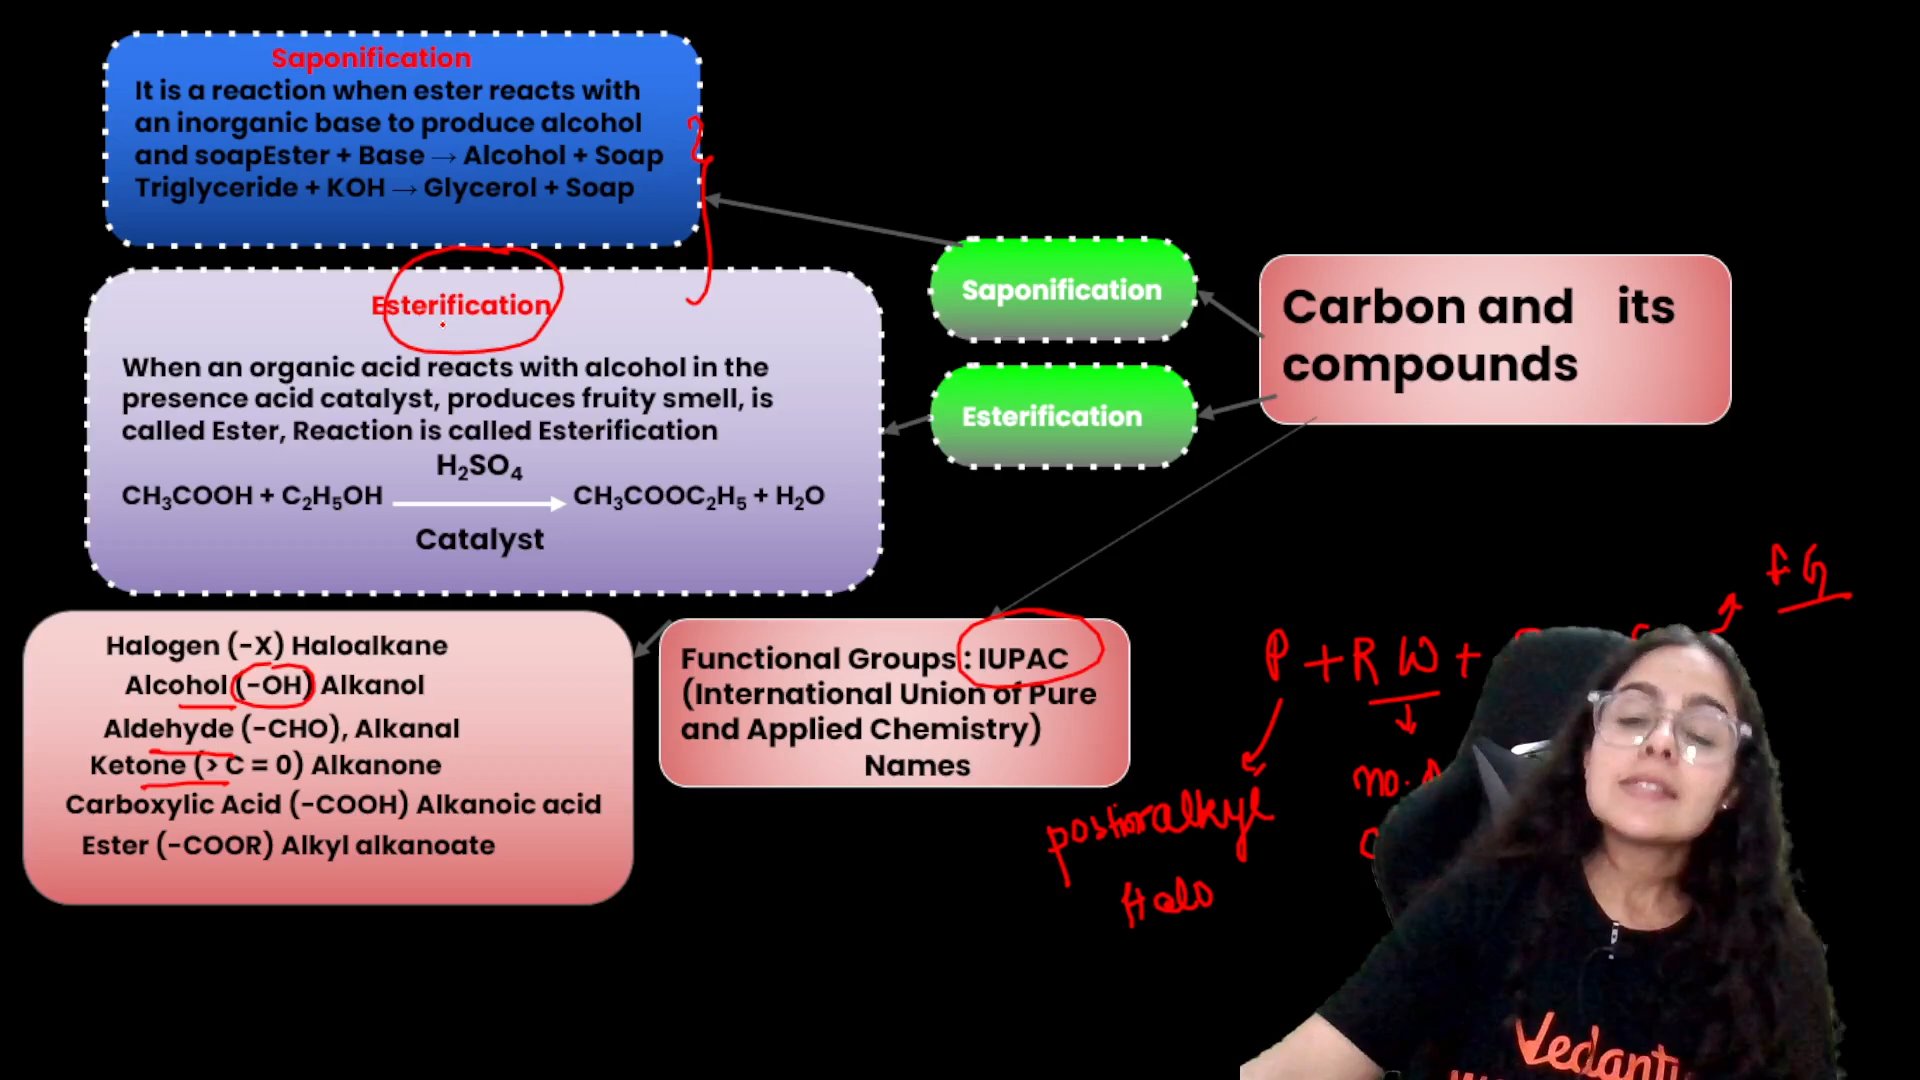 Saponification
It is a reaction when ester reacts with
an inorganic base to produce alcohol
and soapEster + Base → Alcohol + Soap
Triglyceride + KOH → Glycerol + Soap
Esterification
When an organic acid reacts with alcohol in the
presence acid catalyst, produces fruity smell, is
called Ester, Reaction is called Esterification
H₂SO₄
CH₃COOH + C₂H₅OH → CH₃COOC₂H₅ + H₂O
Catalyst
Saponification
Esterification
Carbon and its
compounds
Halogen (-X) Haloalkane
Alcohol (-OH) Alkanol
Aldehyde (-CHO), Alkanal
Ketone (> C = 0) Alkanone
Carboxylic Acid (-COOH) Alkanoic acid
Ester (-COOR) Alkyl alkanoate
Functional Groups : IUPAC
(International Union of Pure
and Applied Chemistry)
Names
P + R W +
no.
Halo
Vedantu